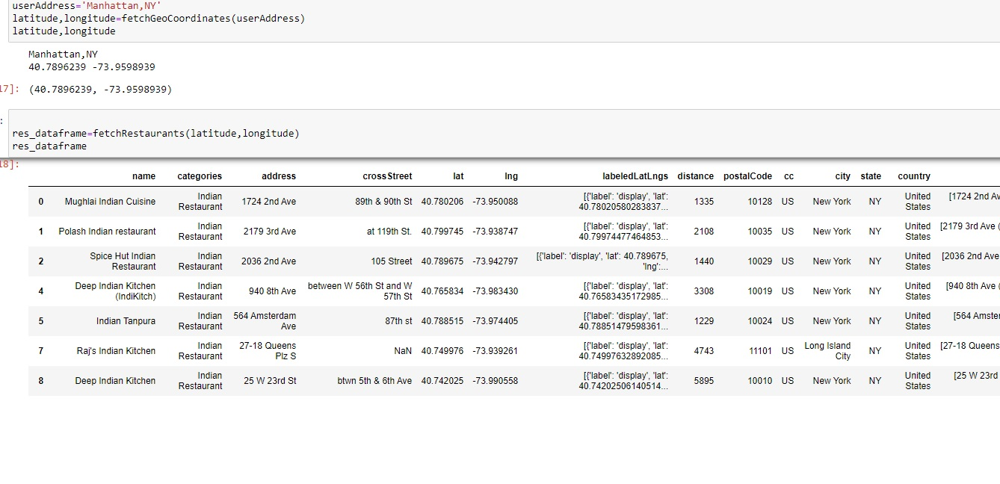 userAddress='Manhattan,NY'
latitude,longitude=fetchGeoCoordinates(userAddress)
latitude,longitude
Manhattan,NY
40.7896239 -73.9598939
17]: (40.7896239, -73.9598939)
:
res_dataframe=fetchRestaurants(latitude,longitude)
res_dataframe
18]:
name categories address crossStreet lat lng labeledLatLngs distance postalCode cc city state country
0 Mughlai Indian Cuisine Indian Restaurant 1724 2nd Ave 89th & 90th St 40.780206 -73.950088 [{'label': 'display', 'lat': 40.78020580283837... 1335 10128 US New York NY United States [1724 2nd Av
1 Polash Indian restaurant Indian Restaurant 2179 3rd Ave at 119th St. 40.799745 -73.938747 [{'label': 'display', 'lat': 40.79974477464853... 2108 10035 US New York NY United States [2179 3rd Ave (
2 Spice Hut Indian Restaurant Indian Restaurant 2036 2nd Ave 105 Street 40.789675 -73.942797 [{'label': 'display', 'lat': 40.789675, 'lng':... 1440 10029 US New York NY United States [2036 2nd Ave
4 Deep Indian Kitchen (IndiKitch) Indian Restaurant 940 8th Ave between W 56th St and W 57th St 40.765834 -73.983430 [{'label': 'display', 'lat': 40.76583435172985... 3308 10019 US New York NY United States [940 8th Ave (
5 Indian Tanpura Indian Restaurant 564 Amsterdam Ave 87th st 40.788515 -73.974405 [{'label': 'display', 'lat': 40.78851479598361... 1229 10024 US New York NY United States [564 Amster
7 Raj's Indian Kitchen Indian Restaurant 27-18 Queens Plz S NaN 40.749976 -73.939261 [{'label': 'display', 'lat': 40.74997632892085... 4743 11101 US Long Island City NY United States [27-18 Queens
8 Deep Indian Kitchen Indian Restaurant 25 W 23rd St btwn 5th & 6th Ave 40.742025 -73.990558 [{'label': 'display', 'lat': 40.74202506140514... 5895 10010 US New York NY United States [25 W 23rd